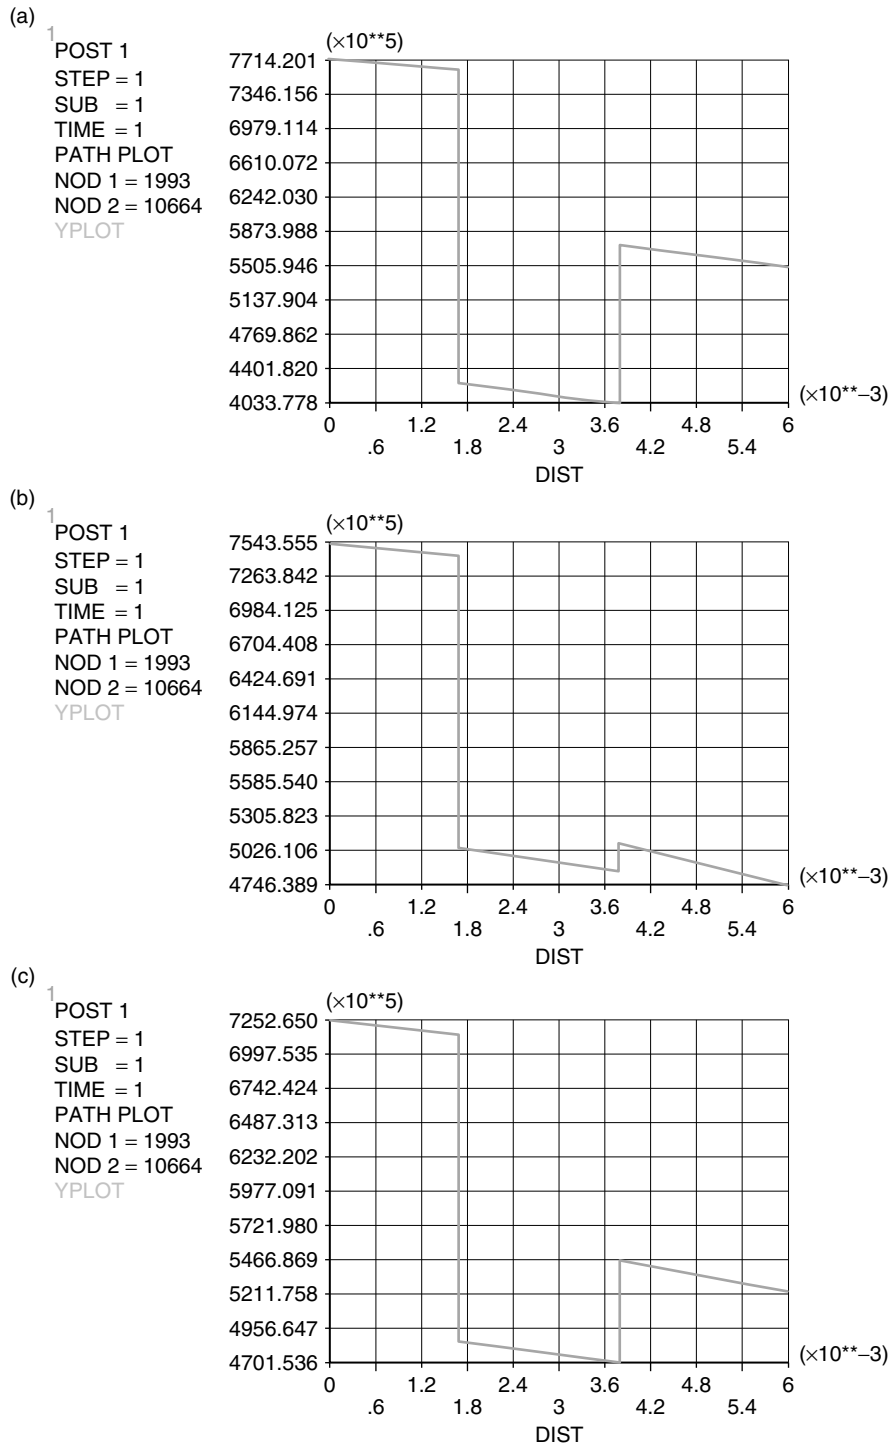 (a)
1
POST 1
STEP = 1
SUB = 1
TIME = 1
PATH PLOT
NOD 1 = 1993
NOD 2 = 10664
YPLOT
(×10**5)
7714.201
7346.156
6979.114
6610.072
6242.030
5873.988
5505.946
5137.904
4769.862
4401.820
4033.778
(×10**–3)
0 1.2 2.4 3.6 4.8 6
.6 1.8 3 4.2 5.4
DIST
(b)
1
POST 1
STEP = 1
SUB = 1
TIME = 1
PATH PLOT
NOD 1 = 1993
NOD 2 = 10664
YPLOT
(×10**5)
7543.555
7263.842
6984.125
6704.408
6424.691
6144.974
5865.257
5585.540
5305.823
5026.106
4746.389
(×10**–3)
0 1.2 2.4 3.6 4.8 6
.6 1.8 3 4.2 5.4
DIST
(c)
1
POST 1
STEP = 1
SUB = 1
TIME = 1
PATH PLOT
NOD 1 = 1993
NOD 2 = 10664
YPLOT
(×10**5)
7252.650
6997.535
6742.424
6487.313
6232.202
5977.091
5721.980
5466.869
5211.758
4956.647
4701.536
(×10**–3)
0 1.2 2.4 3.6 4.8 6
.6 1.8 3 4.2 5.4
DIST